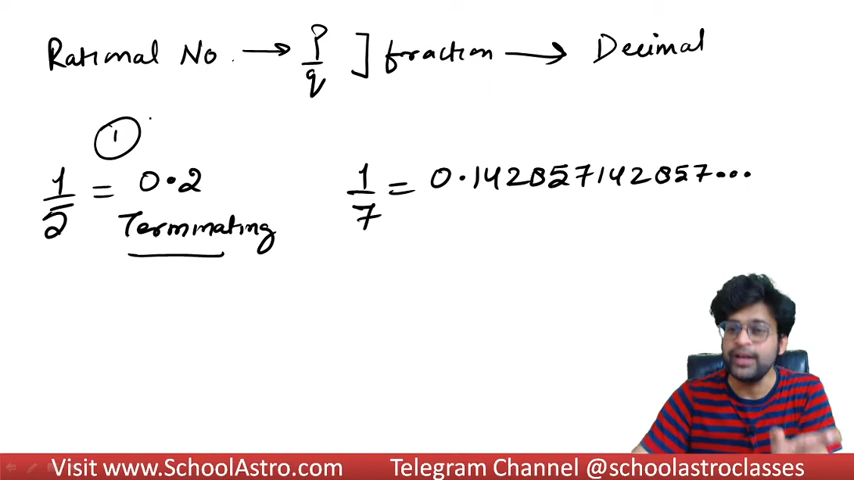 Rational No. → p/q ] fraction → Decimal
①
1/5 = 0.2
Terminating
1/7 = 0.142857142857...
Visit www.SchoolAstro.com Telegram Channel @schoolastroclasses